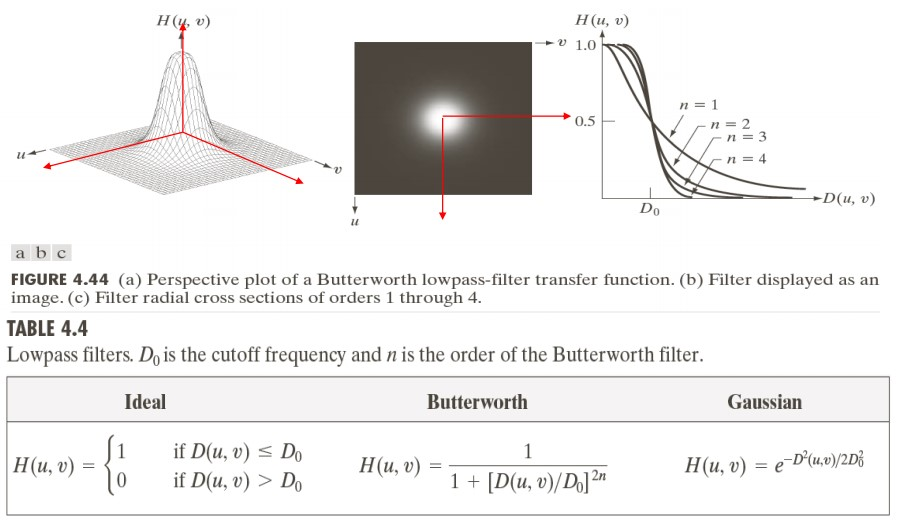 H(u, v)
u
v
v
u
H(u, v)
1.0
0.5
n = 1
n = 2
n = 3
n = 4
D₀
D(u, v)
a b c
FIGURE 4.44 (a) Perspective plot of a Butterworth lowpass-filter transfer function. (b) Filter displayed as an
image. (c) Filter radial cross sections of orders 1 through 4.
TABLE 4.4
Lowpass filters. D₀ is the cutoff frequency and n is the order of the Butterworth filter.
Ideal Butterworth Gaussian
H(u, v) = { 1 if D(u, v) ≤ D₀
0 if D(u, v) > D₀
H(u, v) = 1 / (1 + [D(u, v)/D₀]²ⁿ)
H(u, v) = e^(−D²(u,v)/2D₀²)